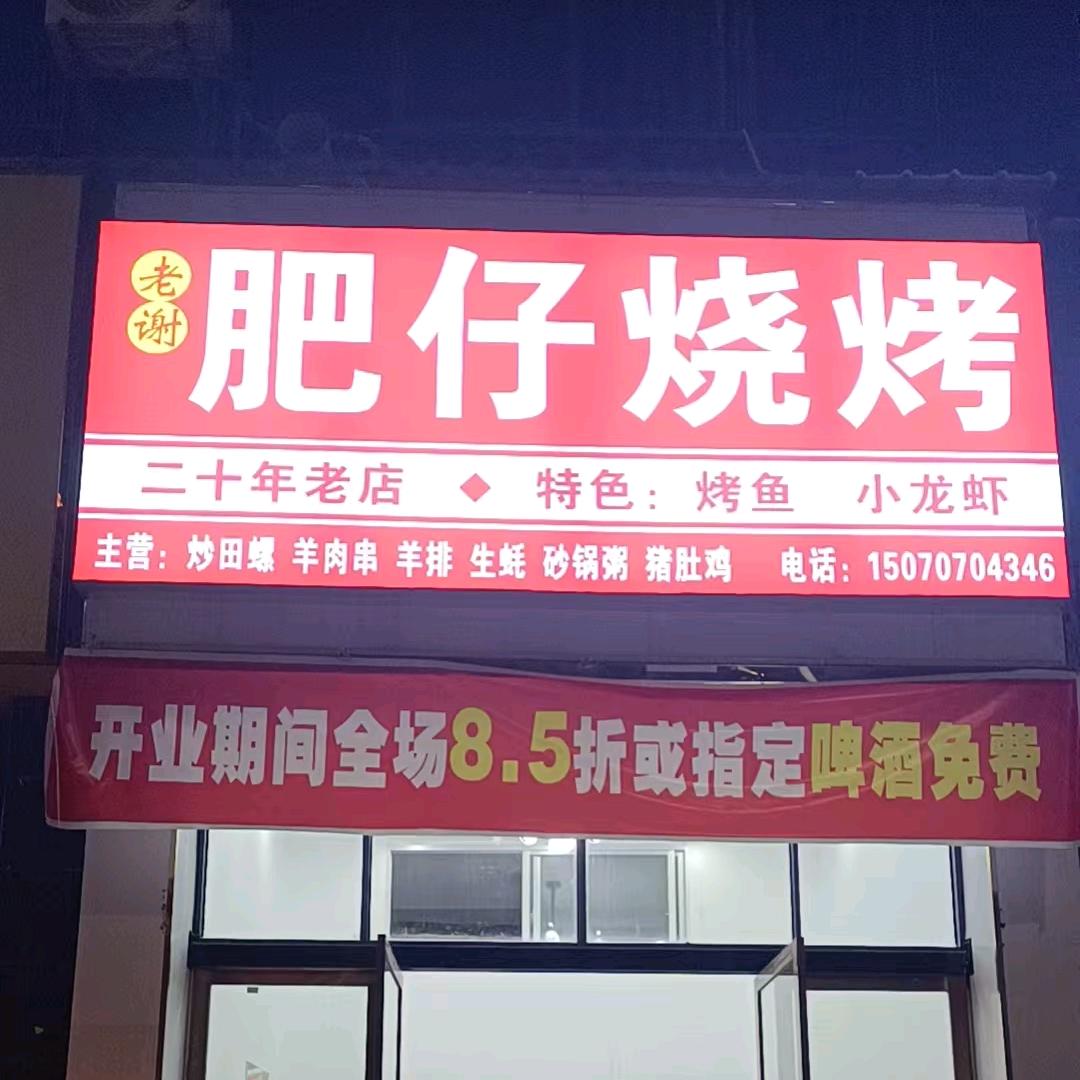 老谢
肥仔烧烤
二十年老店 ◆ 特色：烤鱼 小龙虾
主营：炒田螺 羊肉串 羊排 生蚝 砂锅粥 猪肚鸡 电话：15070704346
开业期间全场8.5折或指定啤酒免费